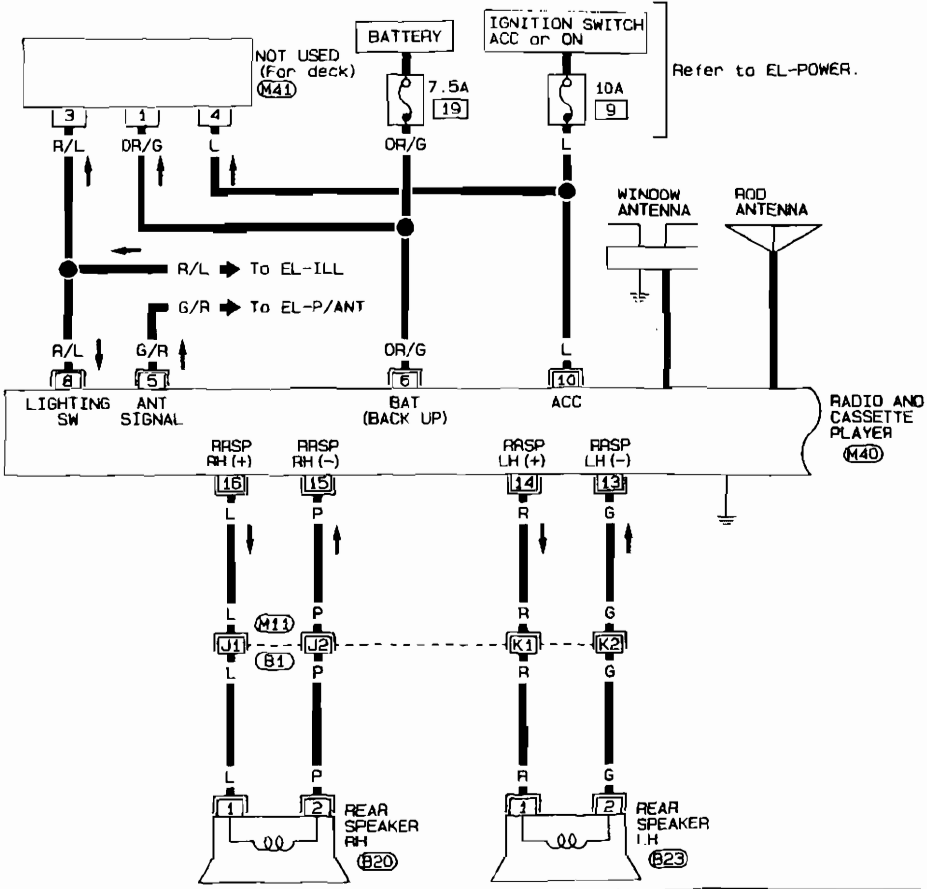 IGNITION SWITCH
ACC or ON
BATTERY
NOT USED
(For deck)
M41
Refer to EL-POWER.
7.5A
19
10A
9
3
1
4
R/L
OR/G
L
OR/G
L
WINDOW
ANTENNA
ROD
ANTENNA
R/L
To EL-ILL
G/R
To EL-P/ANT
R/L
G/R
OR/G
L
8
5
6
10
LIGHTING
SW
ANT
SIGNAL
BAT
(BACK UP)
ACC
RADIO AND
CASSETTE
PLAYER
M40
RRSP
RH (+)
RRSP
RH (-)
RRSP
LH (+)
RRSP
LH (-)
16
15
14
13
L
P
R
G
L
P
R
G
M11
J1
J2
K1
K2
B1
L
P
R
G
L
P
R
G
1
2
1
2
REAR
SPEAKER
RH
B20
REAR
SPEAKER
LH
B23